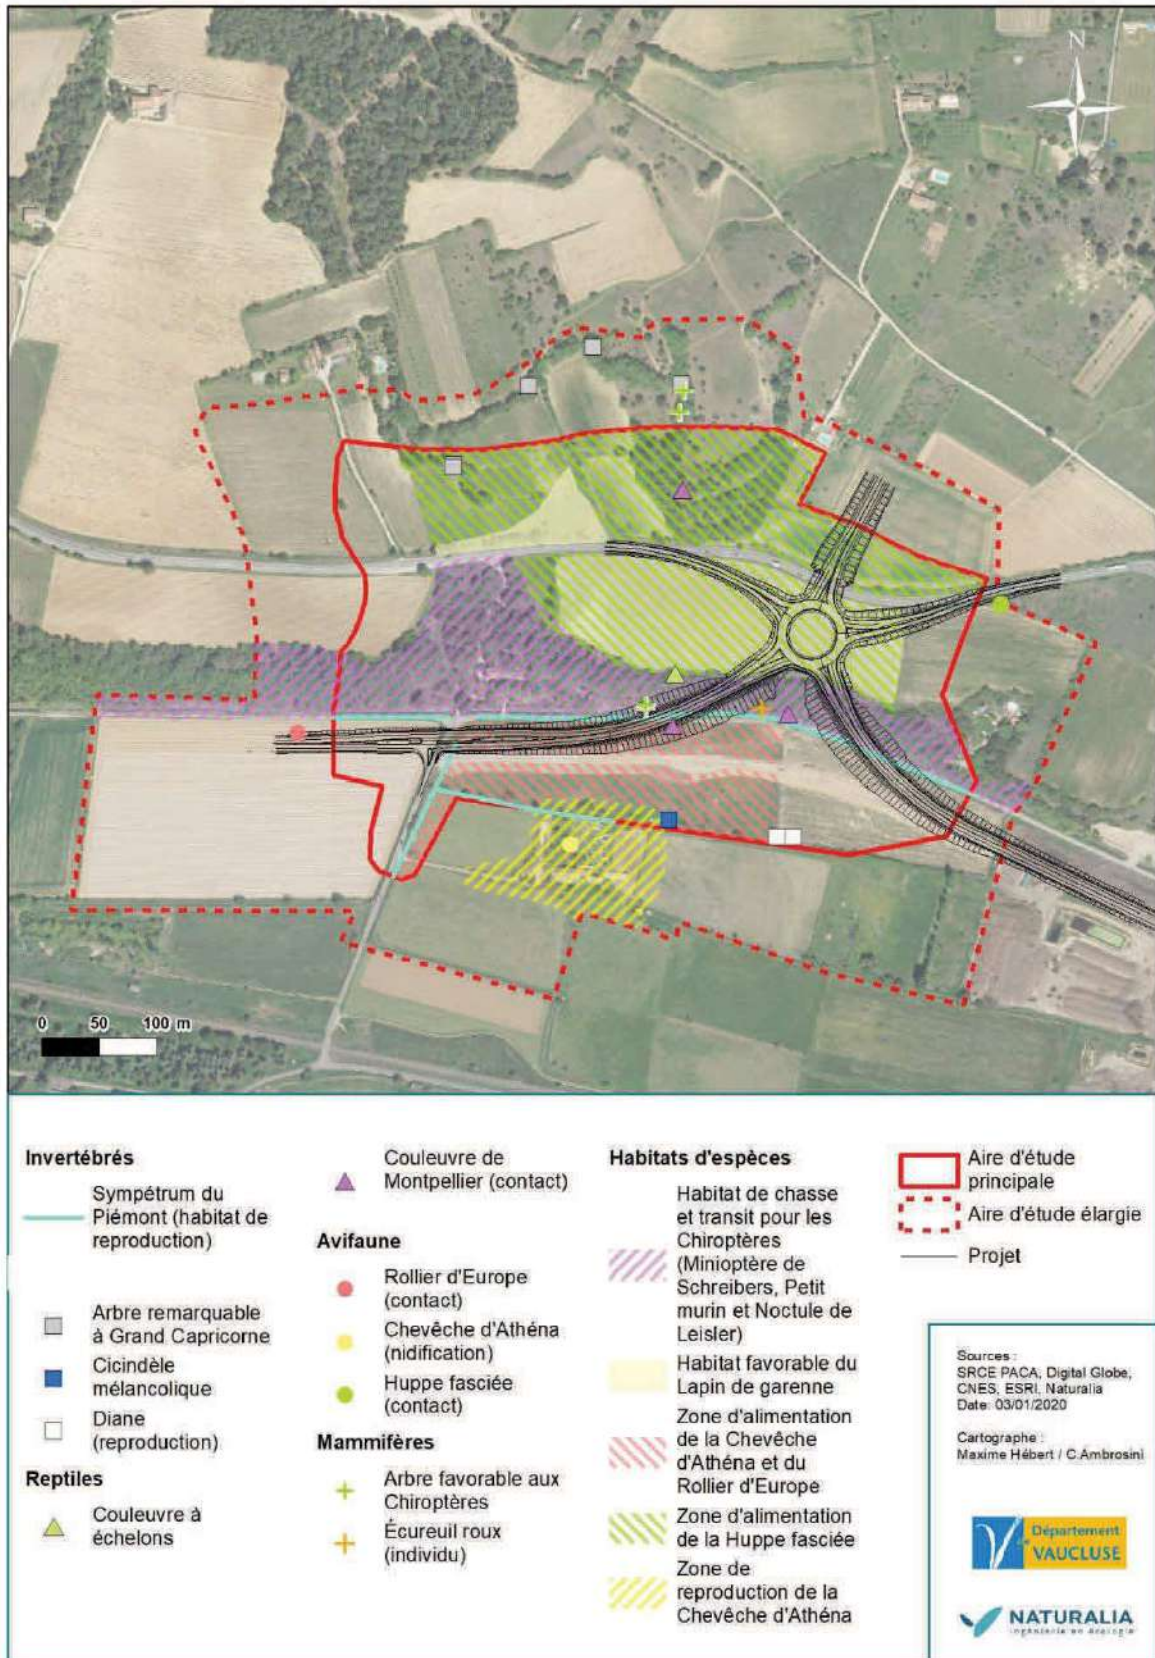 N
0 50 100 m
Invertébrés
Sympétrum du
Piémont (habitat de
reproduction)
Arbre remarquable
à Grand Capricorne
Cicindèle
mélancolique
Diane
(reproduction)
Reptiles
Couleuvre à
échelons
Couleuvre de
Montpellier (contact)
Avifaune
Rollier d'Europe
(contact)
Chevêche d'Athéna
(nidification)
Huppe fasciée
(contact)
Mammifères
Arbre favorable aux
Chiroptères
Écureuil roux
(individu)
Habitats d'espèces
Habitat de chasse
et transit pour les
Chiroptères
(Minioptère de
Schreibers, Petit
murin et Noctule de
Leisler)
Habitat favorable du
Lapin de garenne
Zone d'alimentation
de la Chevêche
d'Athéna et du
Rollier d'Europe
Zone d'alimentation
de la Huppe fasciée
Zone de
reproduction de la
Chevêche d'Athéna
Aire d'étude
principale
Aire d'étude élargie
Projet
Sources :
SRCE PACA, Digital Globe,
CNES, ESRI, Naturalia
Date: 03/01/2020
Cartographe :
Maxime Hébert / C.Ambrosini
Département
VAUCLUSE
NATURALIA
ingénierie en écologie